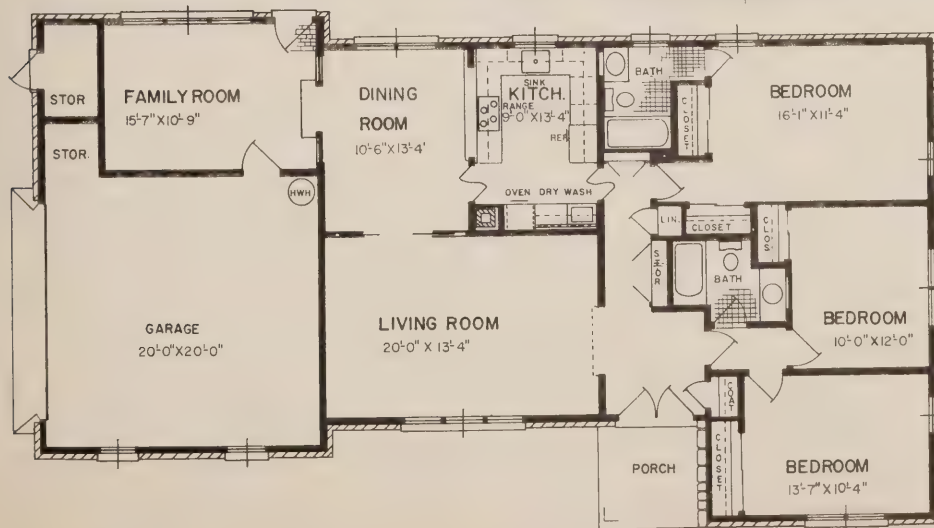 STOR
FAMILY ROOM
15'-7" X 10'-9"
STOR.
HWH
GARAGE
20'-0" X 20'-0"
DINING
ROOM
10'-6" X 13'-4'
SINK
KITCH.
RANGE
9'-0" X 13'-4"
REF.
OVEN DRY WASH
LIVING ROOM
20'-0" X 13'-4"
BATH
CLOSET
BEDROOM
16'-1" X 11'-4"
LIN.
CLOSET
CLOS.
STOR
BATH
BEDROOM
10'-0" X 12'-0"
COAT
CLOSET
PORCH
BEDROOM
13'-7" X 10'-4"